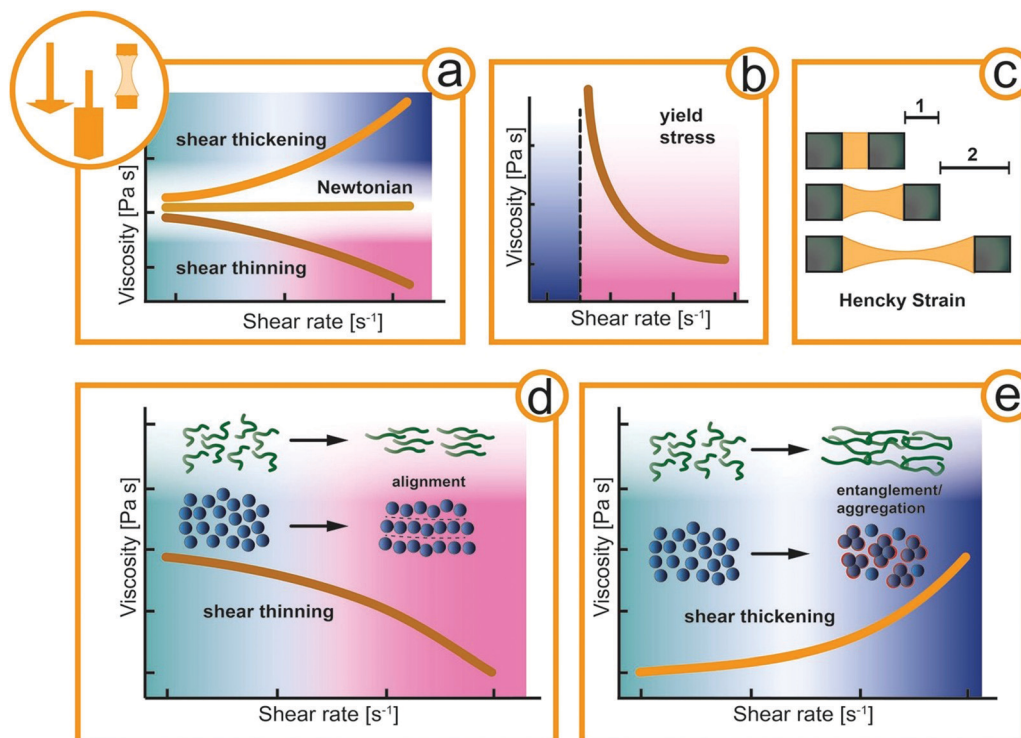 a
Viscosity [Pa s]
shear thickening
Newtonian
shear thinning
Shear rate [s⁻¹]
b
Viscosity [Pa s]
yield
stress
Shear rate [s⁻¹]
c
1
2
Hencky Strain
d
Viscosity [Pa s]
alignment
shear thinning
Shear rate [s⁻¹]
e
Viscosity [Pa s]
entanglement/
aggregation
shear thickening
Shear rate [s⁻¹]